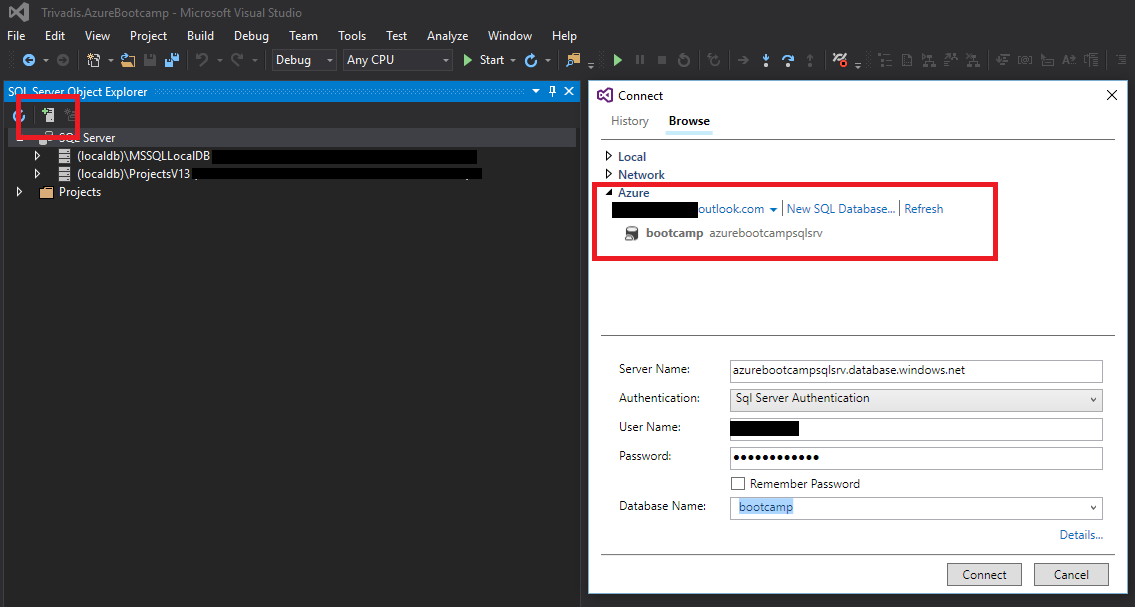 Trivadis.AzureBootcamp - Microsoft Visual Studio
File Edit View Project Build Debug Team Tools Test Analyze Window Help
Debug Any CPU Start
SQL Server Object Explorer
SQL Server
(localdb)\MSSQLLocalDB
(localdb)\ProjectsV13
Projects
Connect
History Browse
Local
Network
Azure
outlook.com New SQL Database... Refresh
bootcamp azurebootcampsqlsrv
Server Name: azurebootcampsqlsrv.database.windows.net
Authentication: Sql Server Authentication
User Name:
Password: ●●●●●●●●●●●●
Remember Password
Database Name: bootcamp
Details...
Connect Cancel